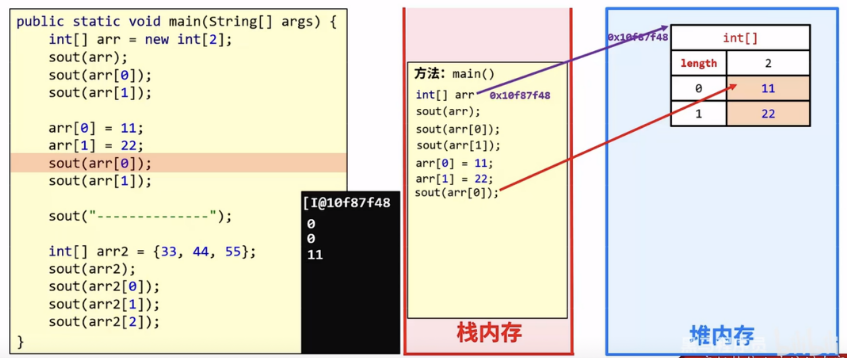 public static void main(String[] args) {
int[] arr = new int[2];
sout(arr);
sout(arr[0]);
sout(arr[1]);
arr[0] = 11;
arr[1] = 22;
sout(arr[0]);
sout(arr[1]);
sout("--------------");
int[] arr2 = {33, 44, 55};
sout(arr2);
sout(arr2[0]);
sout(arr2[1]);
sout(arr2[2]);
}
[I@10f87f48
0
0
11
方法：main()
int[] arr 0x10f87f48
sout(arr);
sout(arr[0]);
sout(arr[1]);
arr[0] = 11;
arr[1] = 22;
sout(arr[0]);
栈内存
0x10f87f48
int[]
length 2
0 11
1 22
堆内存